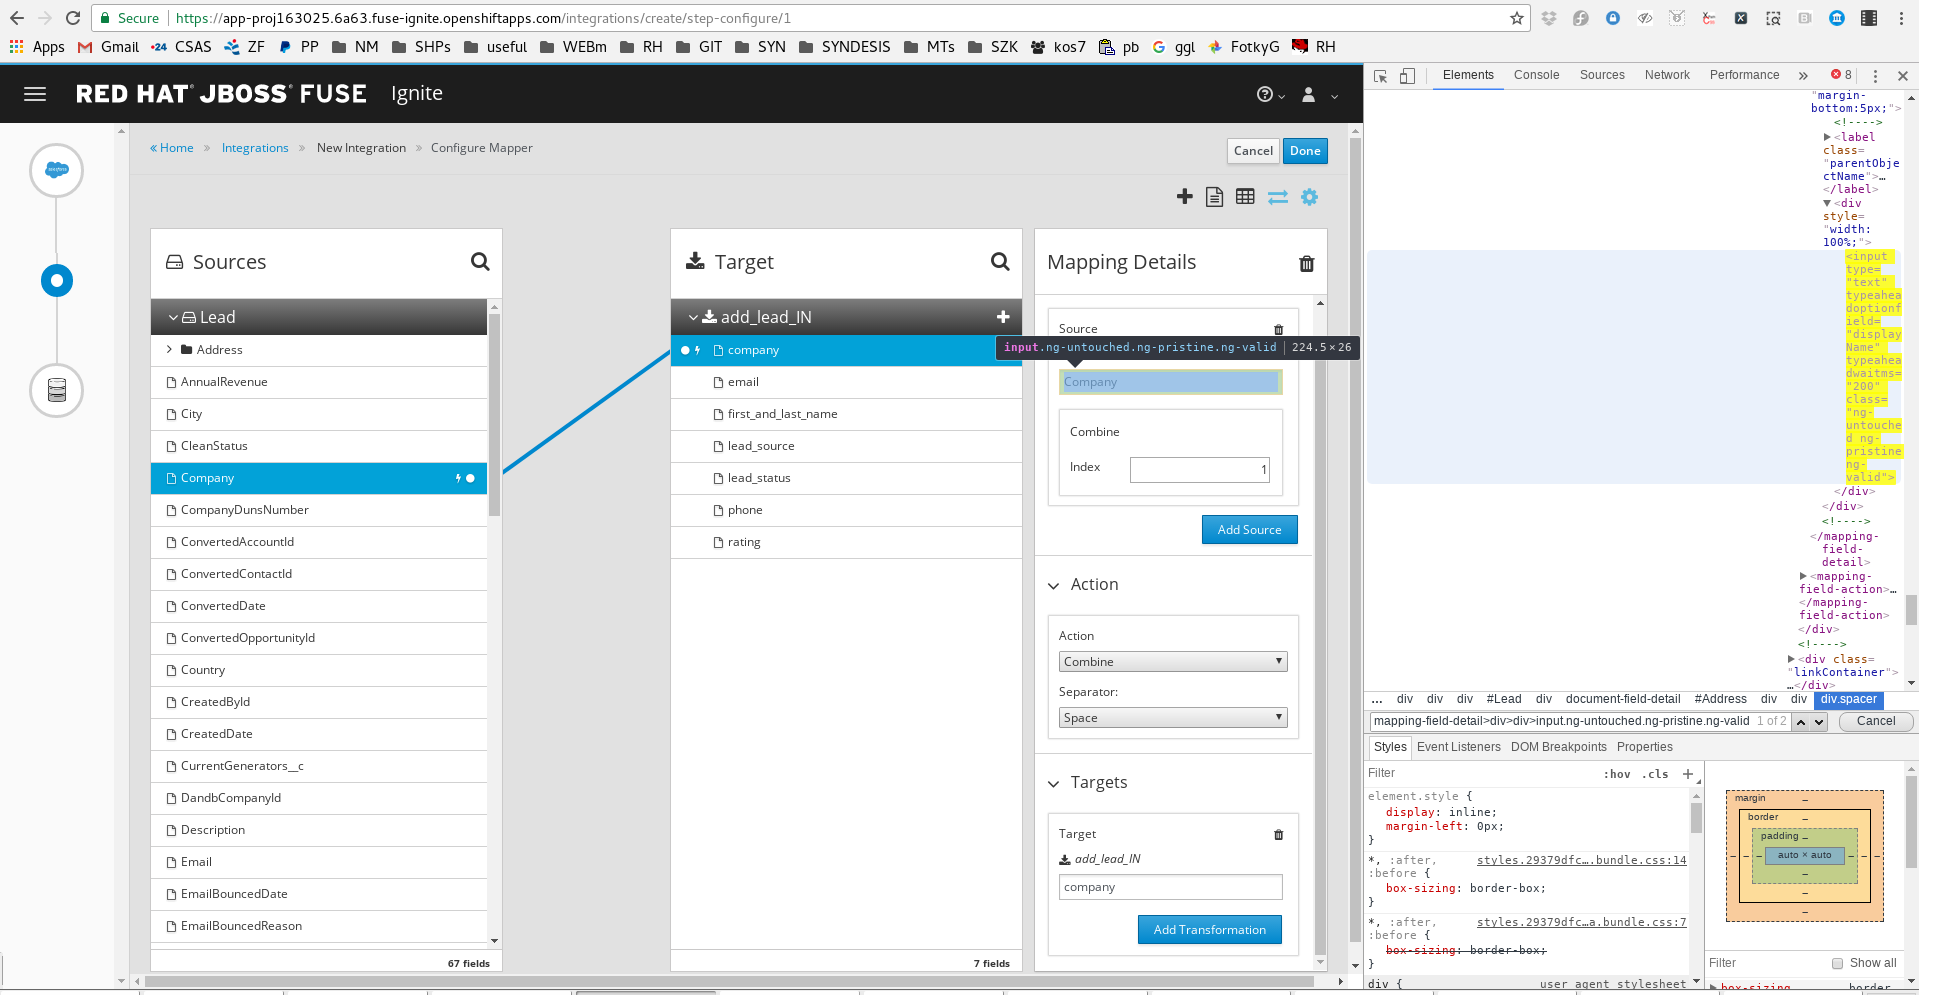 Secure https://app-proj163025.6a63.fuse-ignite.openshiftapps.com/integrations/create/step-configure/1
Apps Gmail CSAS ZF PP NM SHPs useful WEBm RH GIT SYN SYNDESIS MTs SZK kos7 pb ggl FotkyG RH
RED HAT JBOSS FUSE Ignite
« Home » Integrations » New Integration > Configure Mapper
Cancel Done
Sources
Lead
Address
AnnualRevenue
City
CleanStatus
Company
CompanyDunsNumber
ConvertedAccountId
ConvertedContactId
ConvertedDate
ConvertedOpportunityId
Country
CreatedById
CreatedDate
CurrentGenerators__c
DandbCompanyId
Description
Email
EmailBouncedDate
EmailBouncedReason
67 fields
Target
add_lead_IN
company
email
first_and_last_name
lead_source
lead_status
phone
rating
7 fields
Mapping Details
Source
input.ng-untouched.ng-pristine.ng-valid 224.5 × 26
Company
Combine
Index 1
Add Source
Action
Action
Combine
Separator:
Space
Targets
Target
add_lead_IN
company
Add Transformation
Elements Console Sources Network Performance » 8
"margin-
bottom:5px;">
<!---->
<label
class=
"parentObje
ctName">…
</label>
<div
style=
"width:
100%;">
<input
type=
"text"
typeahea
doptionf
ield=
"display
Name"
typeahea
dwaitms=
"200"
class=
"ng-
untouche
d ng-
pristine
ng-
valid">
</div>
</div>
<!---->
</mapping-
field-
detail>
<mapping-
field-action>…
</mapping-
field-action>
</div>
<!---->
<div class=
"linkContainer">
…</div>
… div div div #Lead div document-field-detail #Address div div div.spacer
mapping-field-detail>div>div>input.ng-untouched.ng-pristine.ng-valid 1 of 2 Cancel
Styles Event Listeners DOM Breakpoints Properties
Filter :hov .cls +
element.style {
display: inline;
margin-left: 0px;
}
*, :after, styles.29379dfc….bundle.css:14
:before {
box-sizing: border-box;
}
*, :after, styles.29379dfc…a.bundle.css:7
:before {
box-sizing: border-box;
}
div { user agent stylesheet
margin –
border –
padding –
– – – auto × auto – – –
–
–
–
Filter Show all
box-sizing border-